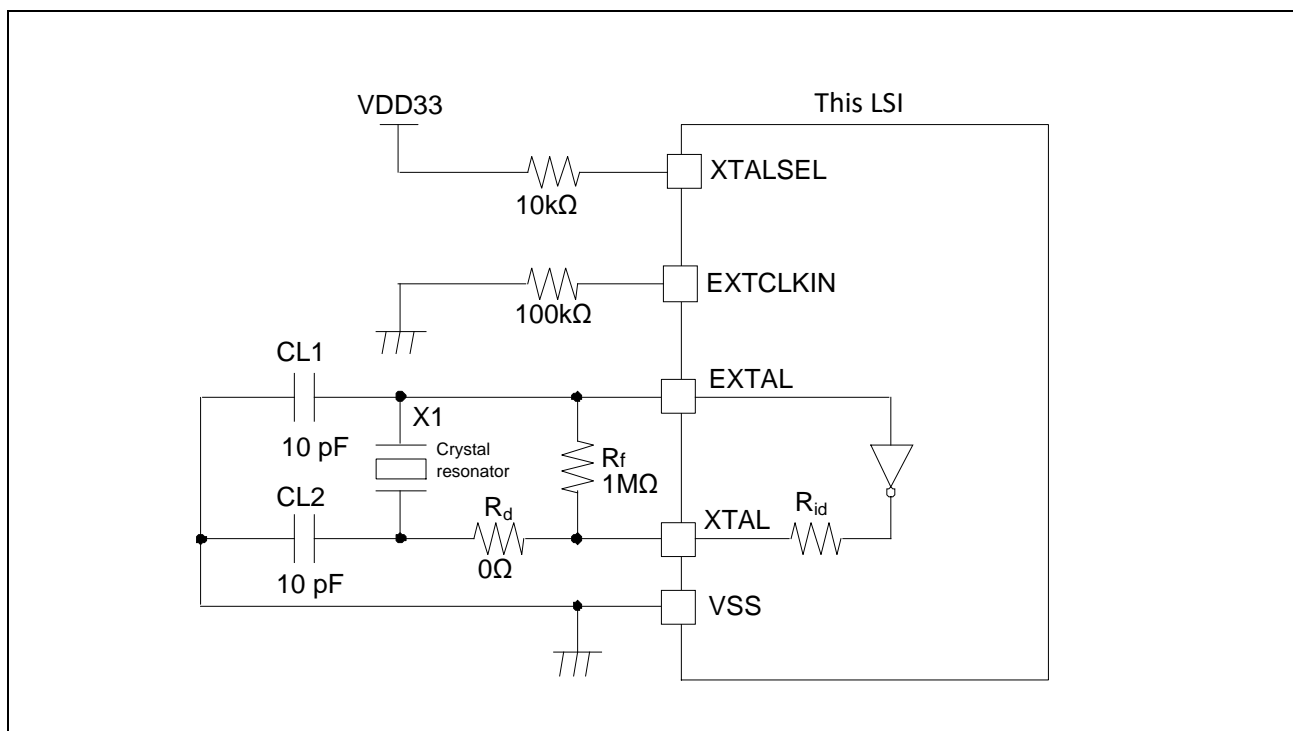 This LSI
VDD33
XTALSEL
10kΩ
EXTCLKIN
100kΩ
CL1
EXTAL
X1
10 pF
Crystal
resonator
Rf
1MΩ
CL2
Rd
XTAL
Rid
0Ω
10 pF
VSS